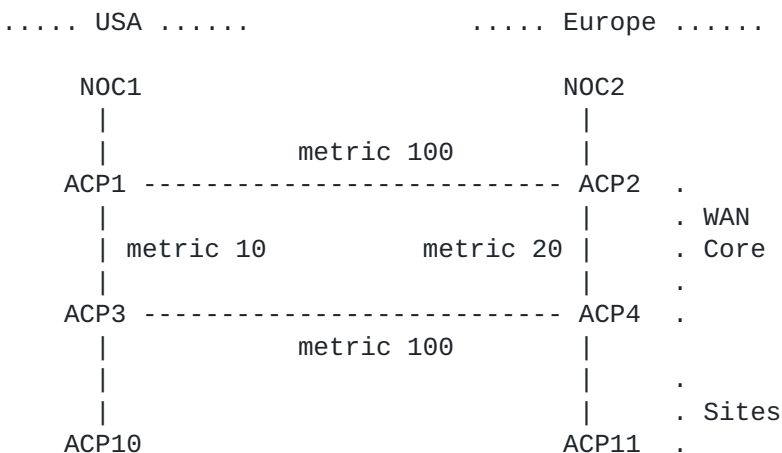 ..... USA ...... ..... Europe ......
NOC1 NOC2
| |
| metric 100 |
ACP1 --------------------------- ACP2 .
| | . WAN
| metric 10 metric 20 | . Core
| | .
ACP3 --------------------------- ACP4 .
| metric 100 |
| | .
| | . Sites
ACP10 ACP11 .